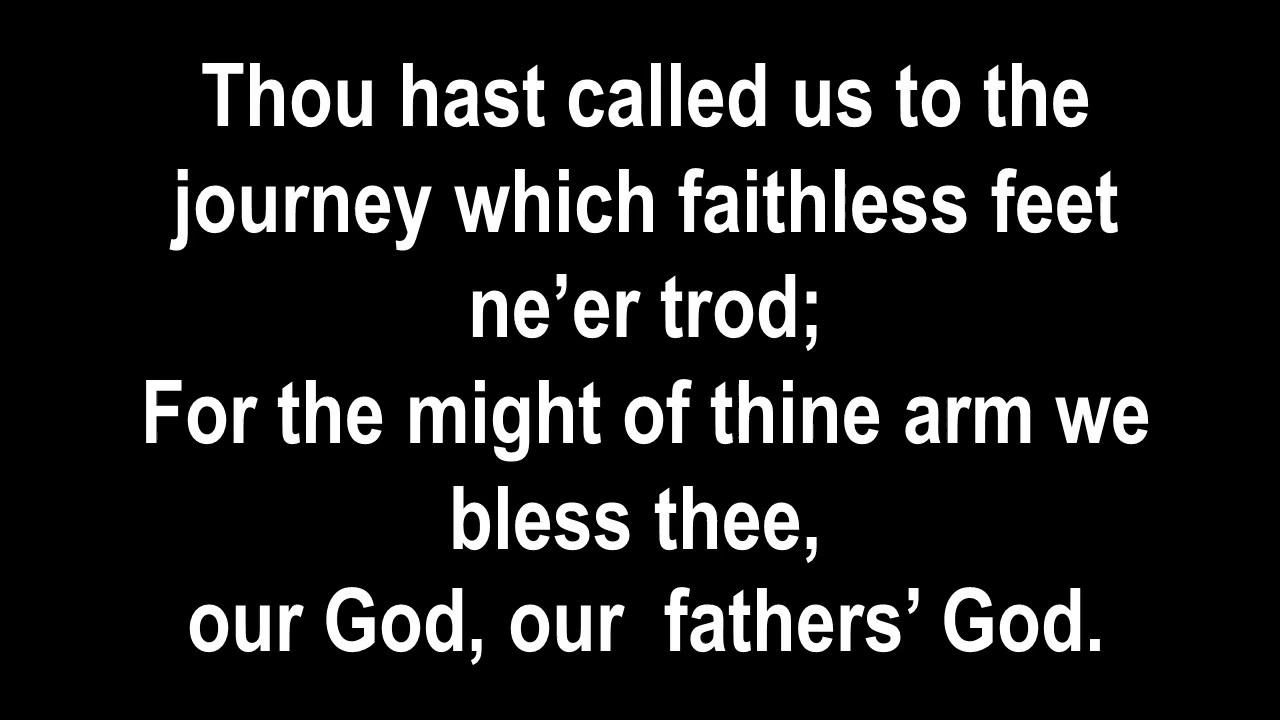 Thou hast called us to the
journey which faithless feet
ne’er trod;
For the might of thine arm we
bless thee,
our God, our  fathers’ God.